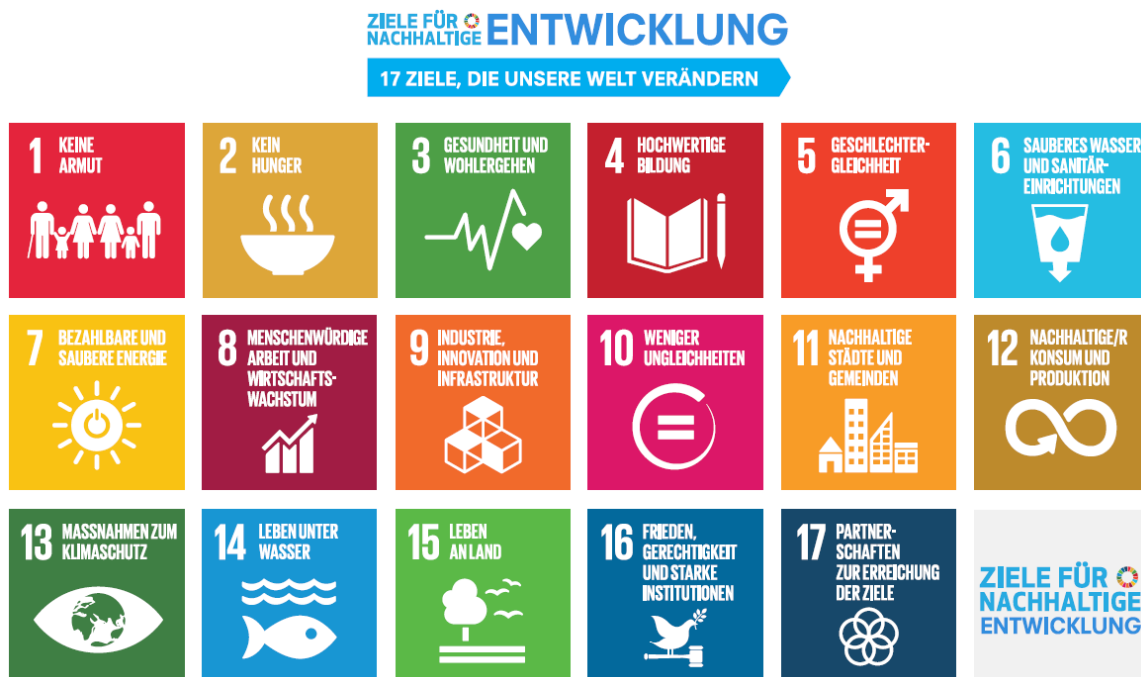 ZIELE FÜR
NACHHALTIGE ENTWICKLUNG
17 ZIELE, DIE UNSERE WELT VERÄNDERN
1 KEINE
ARMUT
2 KEIN
HUNGER
3 GESUNDHEIT UND
WOHLERGEHEN
4 HOCHWERTIGE
BILDUNG
5 GESCHLECHTER-
GLEICHHEIT
6 SAUBERES WASSER
UND SANITÄR-
EINRICHTUNGEN
7 BEZAHLBARE UND
SAUBERE ENERGIE
8 MENSCHENWÜRDIGE
ARBEIT UND
WIRTSCHAFTS-
WACHSTUM
9 INDUSTRIE,
INNOVATION UND
INFRASTRUKTUR
10 WENIGER
UNGLEICHHEITEN
11 NACHHALTIGE
STÄDTE UND
GEMEINDEN
12 NACHHALTIGE/R
KONSUM UND
PRODUKTION
13 MASSNAHMEN ZUM
KLIMASCHUTZ
14 LEBEN UNTER
WASSER
15 LEBEN
AN LAND
16 FRIEDEN,
GERECHTIGKEIT
UND STARKE
INSTITUTIONEN
17 PARTNER-
SCHAFTEN
ZUR ERREICHUNG
DER ZIELE
ZIELE FÜR
NACHHALTIGE
ENTWICKLUNG